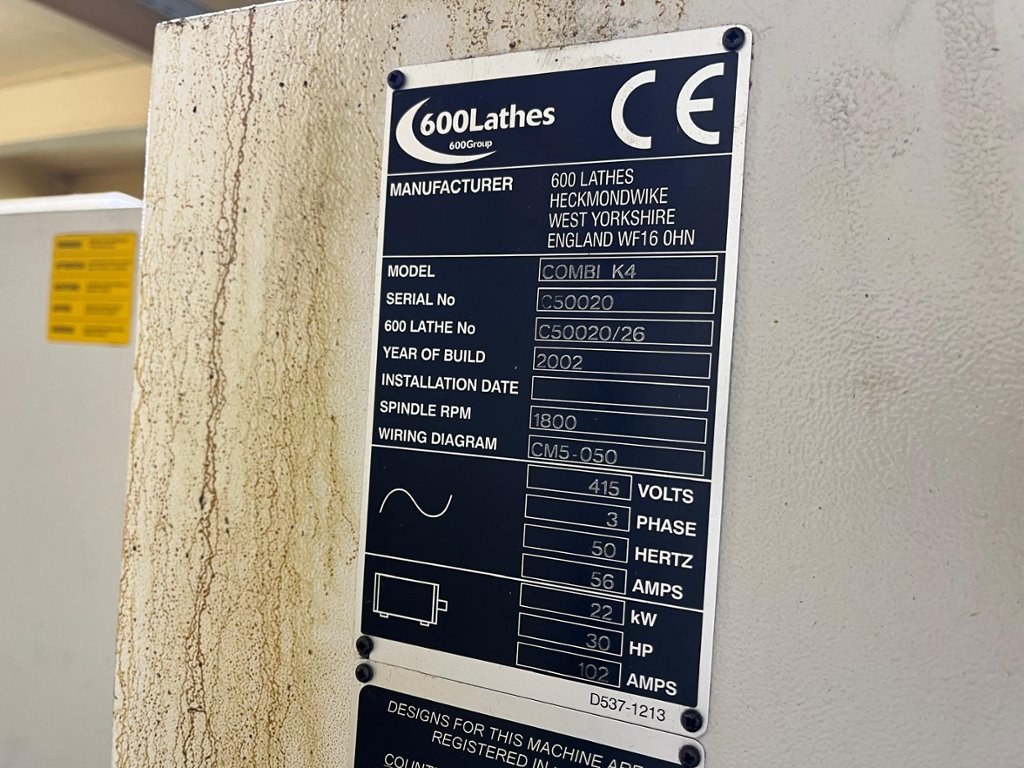 600Lathes
600Group
CE
MANUFACTURER 600 LATHES
HECKMONDWIKE
WEST YORKSHIRE
ENGLAND WF16 0HN
MODEL COMBI K4
SERIAL No C50020
600 LATHE No C50020/26
YEAR OF BUILD 2002
INSTALLATION DATE
SPINDLE RPM 1800
WIRING DIAGRAM CM5-050
415 VOLTS
3 PHASE
50 HERTZ
56 AMPS
22 kW
30 HP
102 AMPS
D537-1213
DESIGNS FOR THIS MACHINE ARE
REGISTERED IN